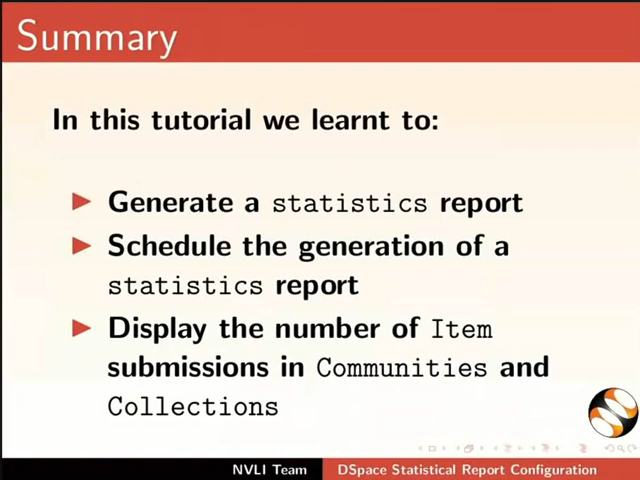 Summary
In this tutorial we learnt to:
Generate a statistics report
Schedule the generation of a
statistics report
Display the number of Item
submissions in Communities and
Collections
NVLI Team
DSpace Statistical Report Configuration